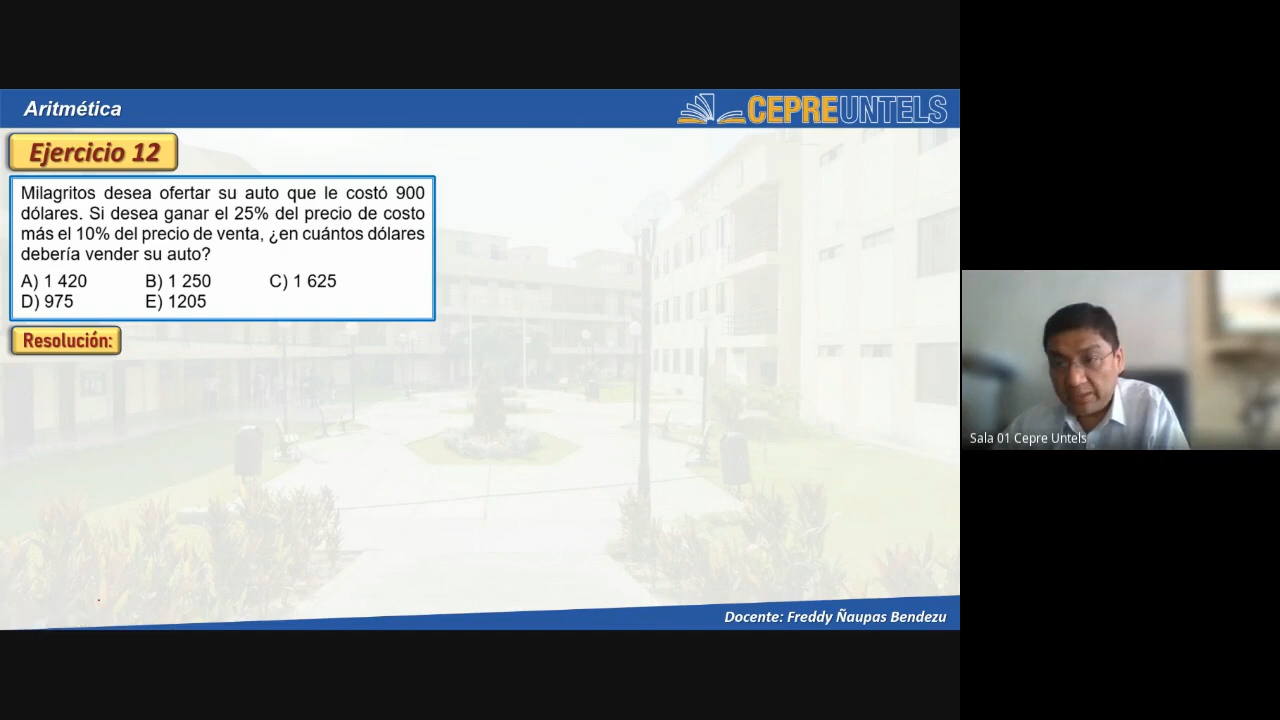 Aritmética
CEPREUNTELS
Ejercicio 12
Milagritos desea ofertar su auto que le costó 900
dólares. Si desea ganar el 25% del precio de costo
más el 10% del precio de venta, ¿en cuántos dólares
debería vender su auto?
A) 1 420 B) 1 250 C) 1 625
D) 975 E) 1205
Resolución:
Sala 01 Cepre Untels
Docente: Freddy Ñaupas Bendezu